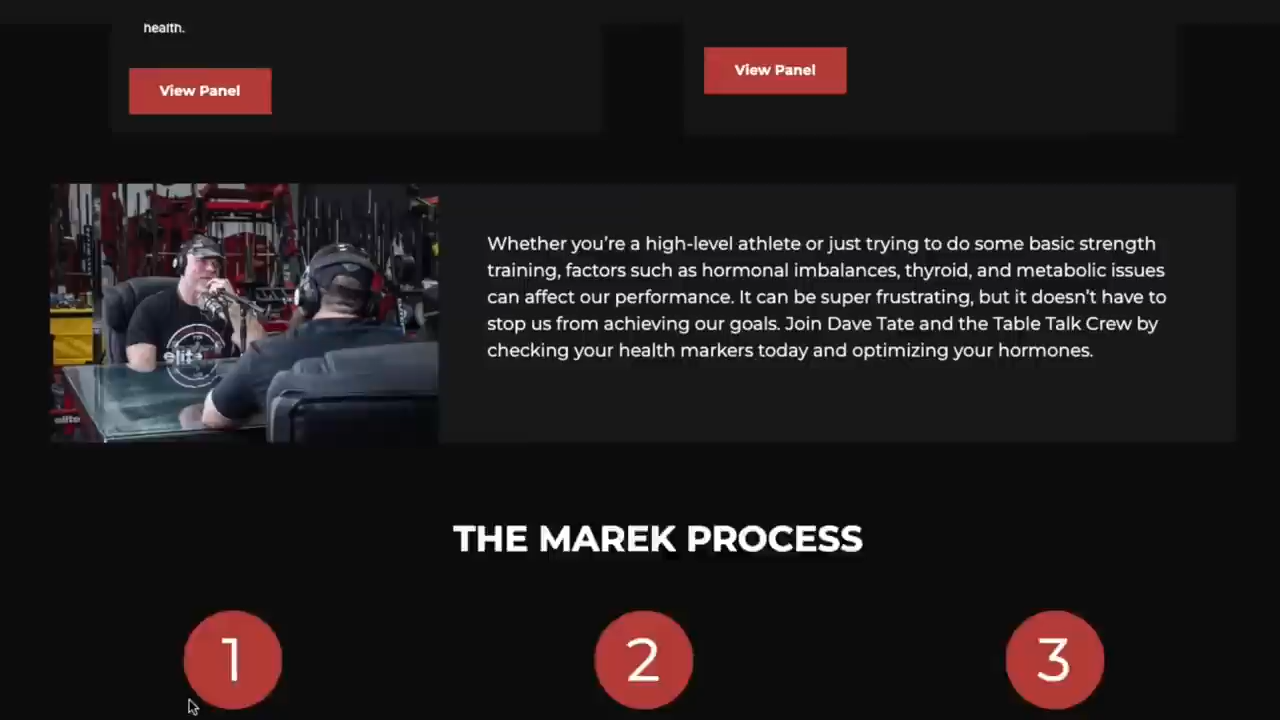 health.
View Panel
View Panel
Whether you're a high-level athlete or just trying to do some basic strength
training, factors such as hormonal imbalances, thyroid, and metabolic issues
can affect our performance. It can be super frustrating, but it doesn't have to
stop us from achieving our goals. Join Dave Tate and the Table Talk Crew by
checking your health markers today and optimizing your hormones.
elite
THE MAREK PROCESS
1
2
3